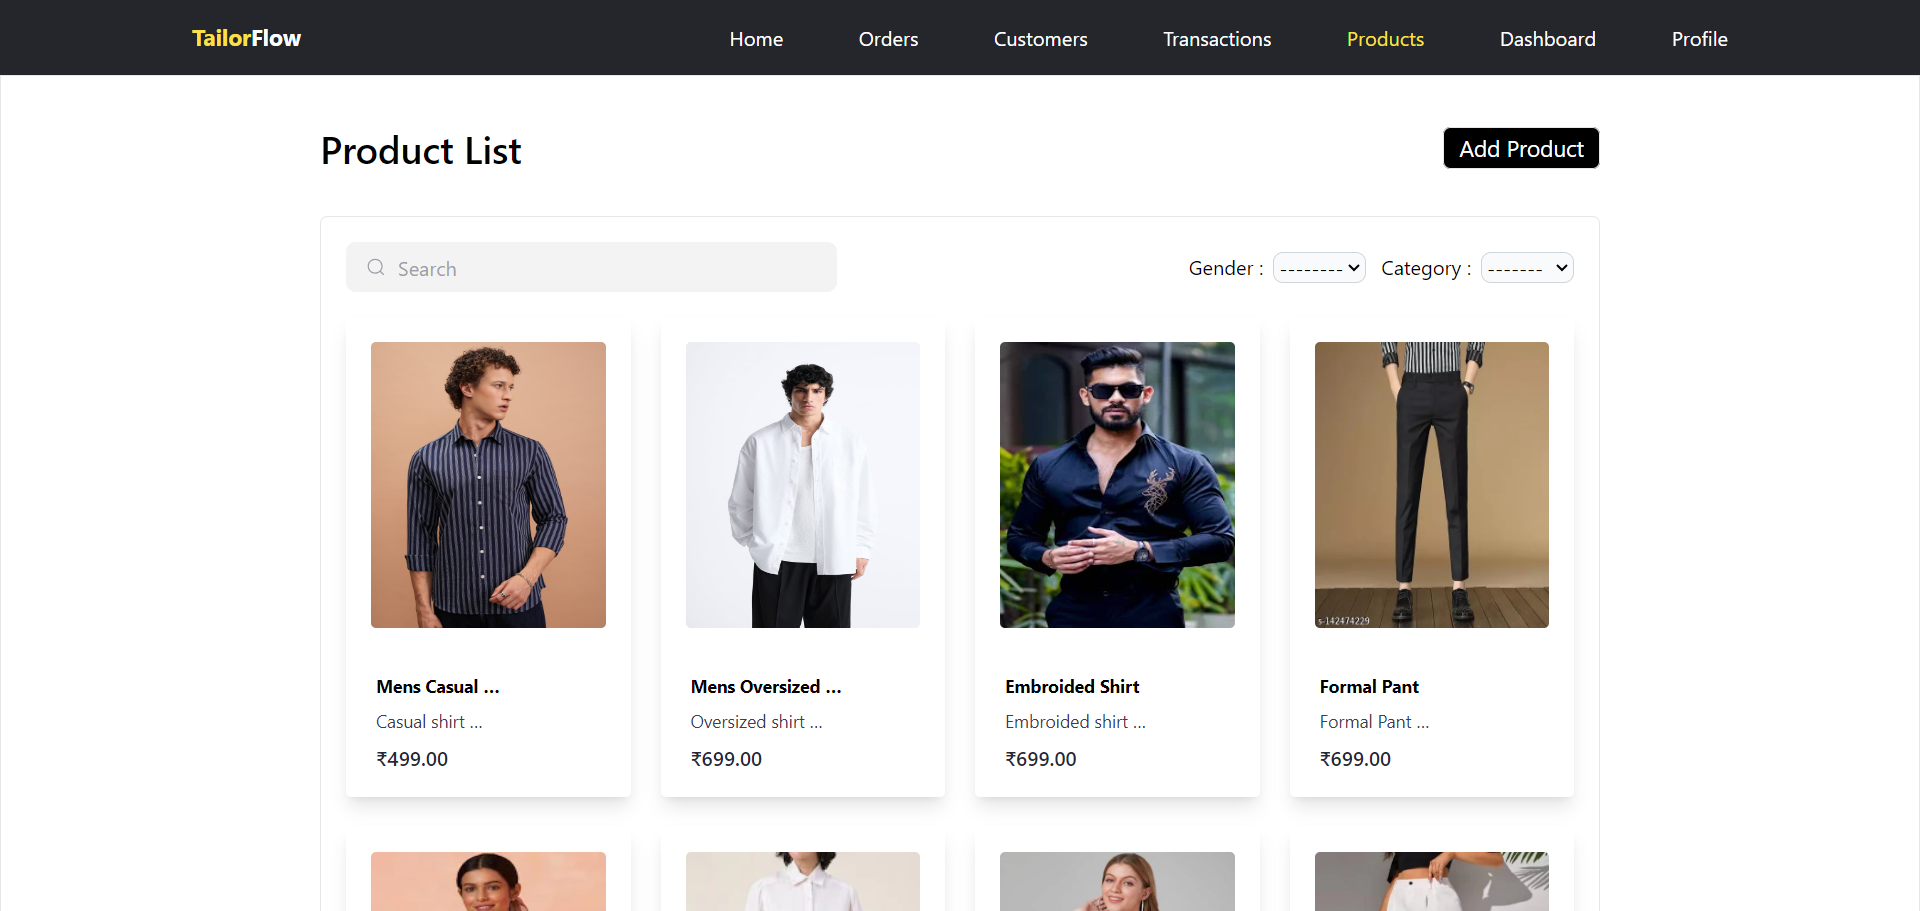 TailorFlow Home Orders Customers Transactions Products Dashboard Profile
Product List Add Product
Search Gender : -------- Category : -------
s-142474229
Mens Casual ... Mens Oversized ... Embroided Shirt Formal Pant
Casual shirt ... Oversized shirt ... Embroided shirt ... Formal Pant ...
₹499.00 ₹699.00 ₹699.00 ₹699.00